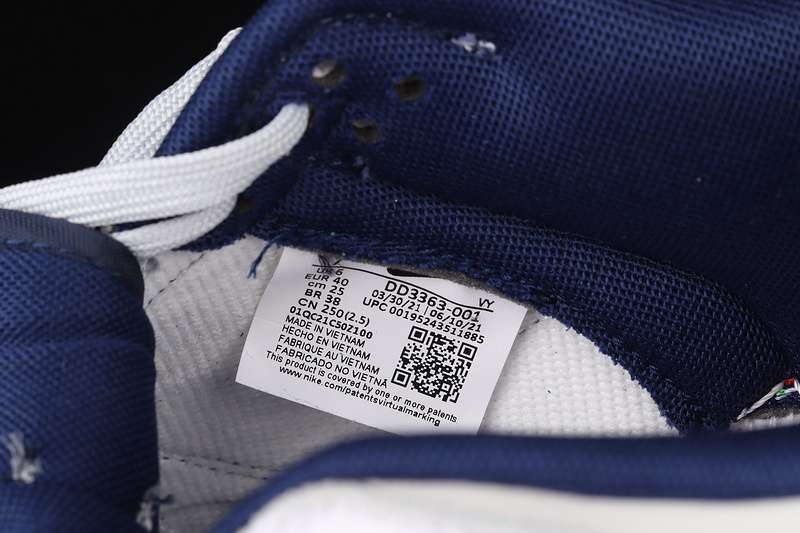 UK 6
EUR 40
cm 25
BR 38
CN 250(2.5)
01QC21CS0Z100
DD3363-001 VY
03/30/21 | 06/10/21
UPC 00195243511885
MADE IN VIETNAM
HECHO EN VIETNAM
FABRIQUE AU VIETNAM
FABRICADO NO VIETNÃ
This product is covered by one or more patents
www.nike.com/patentsvirtualmarking